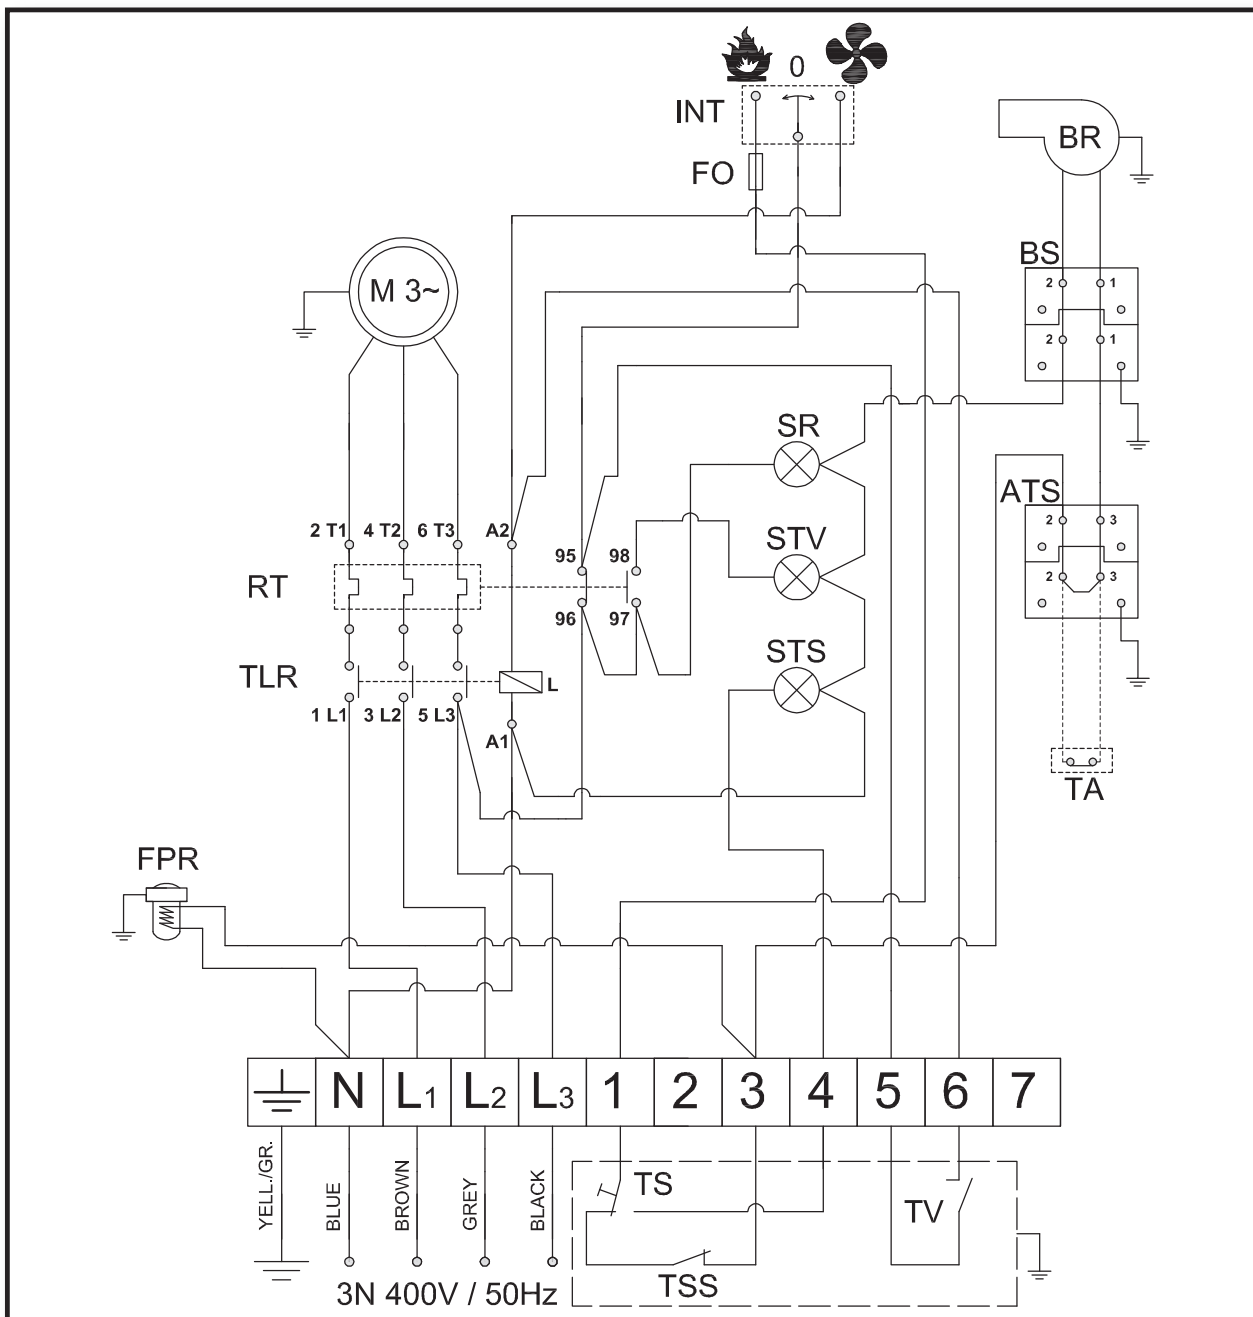 0
INT
FO
BR
BS
2 1
2 1
M 3~
SR
ATS
2 3
2 3
2 T1 4 T2 6 T3 A2
95 98
STV
RT
96 97
STS
TLR
L
1 L1 3 L2 5 L3
A1
TA
FPR
N L1 L2 L3 1 2 3 4 5 6 7
YELL./GR.
BLUE
BROWN
GREY
BLACK
TS
TV
TSS
3N 400V / 50Hz